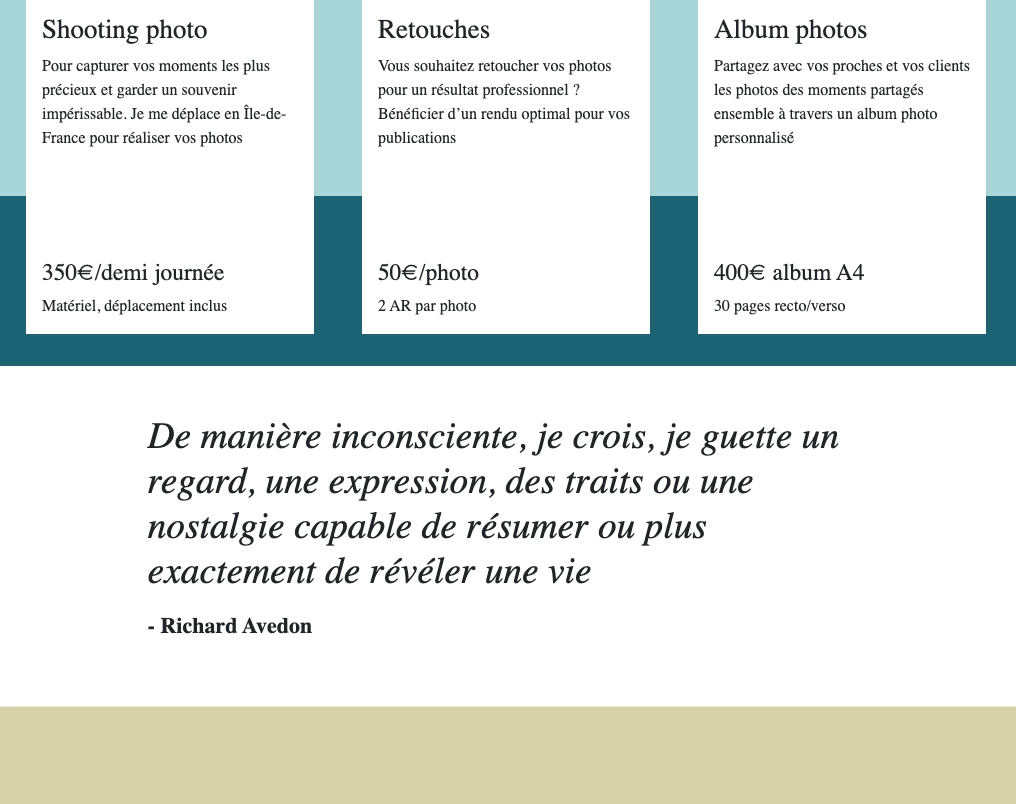 Shooting photo
Pour capturer vos moments les plus
précieux et garder un souvenir
impérissable. Je me déplace en Île-de-
France pour réaliser vos photos
350€/demi journée
Matériel, déplacement inclus
Retouches
Vous souhaitez retoucher vos photos
pour un résultat professionnel ?
Bénéficier d’un rendu optimal pour vos
publications
50€/photo
2 AR par photo
Album photos
Partagez avec vos proches et vos clients
les photos des moments partagés
ensemble à travers un album photo
personnalisé
400€ album A4
30 pages recto/verso
De manière inconsciente, je crois, je guette un
regard, une expression, des traits ou une
nostalgie capable de résumer ou plus
exactement de révéler une vie
- Richard Avedon